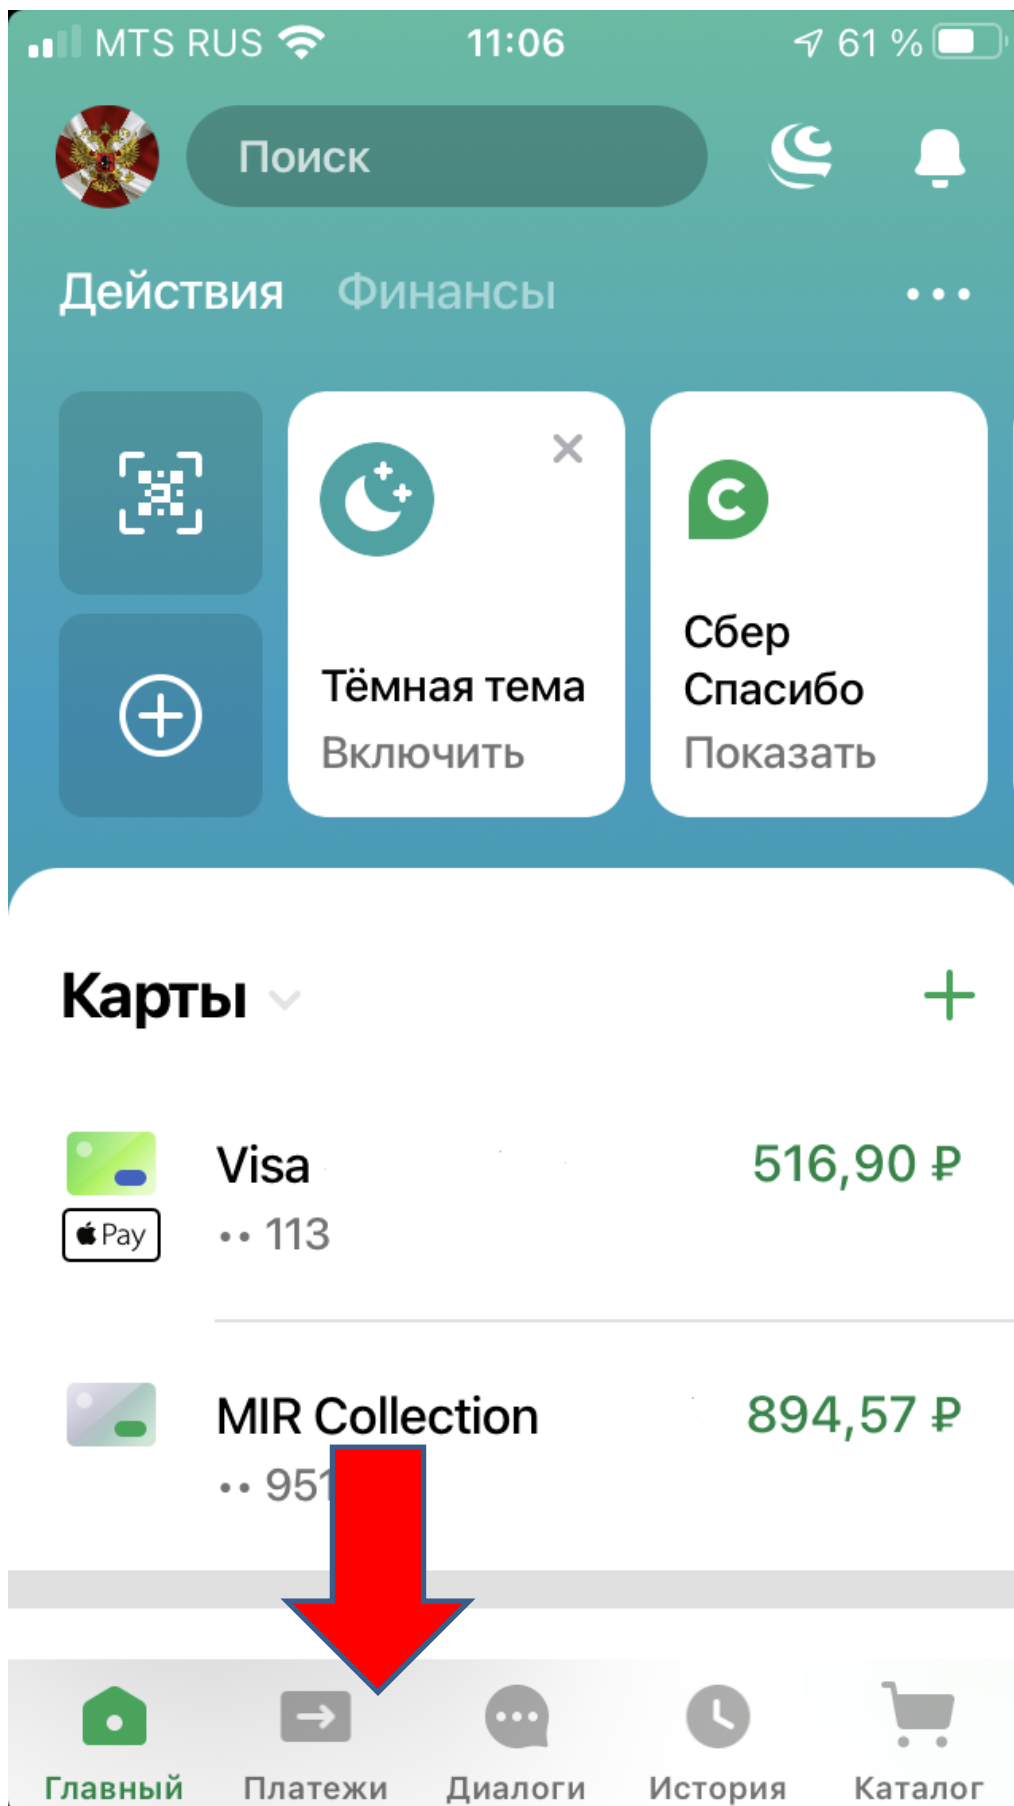 MTS RUS 11:06 61 %
Поиск
Действия Финансы
Тёмная тема
Включить
Сбер
Спасибо
Показать
Карты
Visa 516,90 ₽
Pay •• 113
MIR Collection 894,57 ₽
•• 951
Главный Платежи Диалоги История Каталог